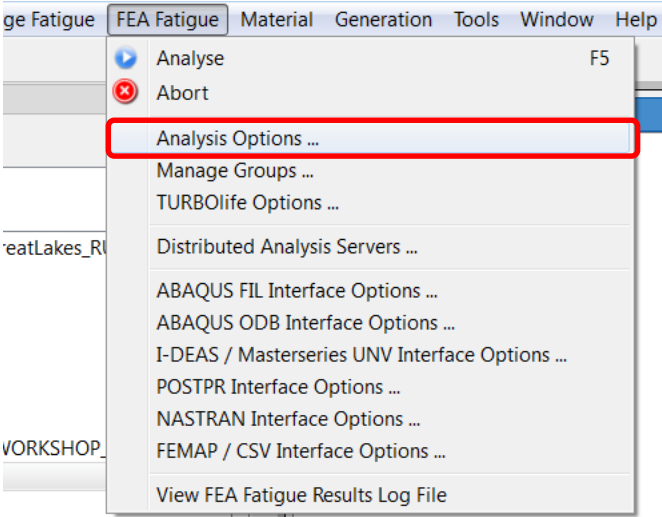 ge Fatigue FEA Fatigue Material Generation Tools Window Help
Analyse F5
Abort
Analysis Options ...
Manage Groups ...
TURBOlife Options ...
reatLakes_RU
Distributed Analysis Servers ...
ABAQUS FIL Interface Options ...
ABAQUS ODB Interface Options ...
I-DEAS / Masterseries UNV Interface Options ...
POSTPR Interface Options ...
NASTRAN Interface Options ...
WORKSHOP_
FEMAP / CSV Interface Options ...
View FEA Fatigue Results Log File